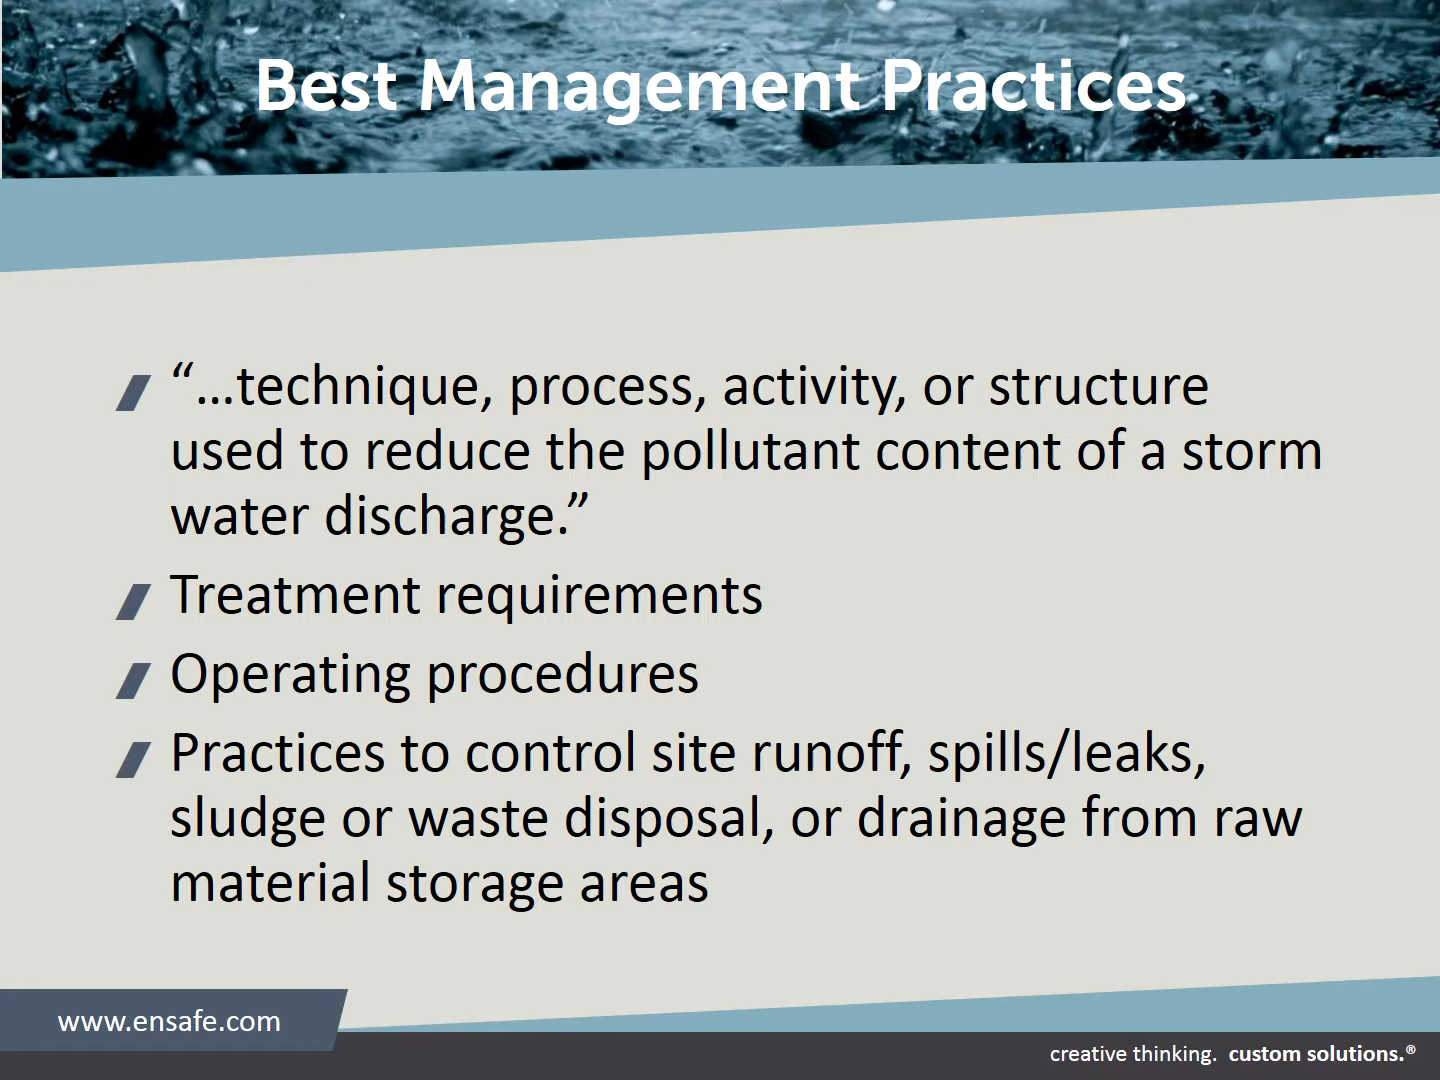 Best Management Practices
“…technique, process, activity, or structure
used to reduce the pollutant content of a storm
water discharge.”
Treatment requirements
Operating procedures
Practices to control site runoff, spills/leaks,
sludge or waste disposal, or drainage from raw
material storage areas
www.ensafe.com
creative thinking. custom solutions.®